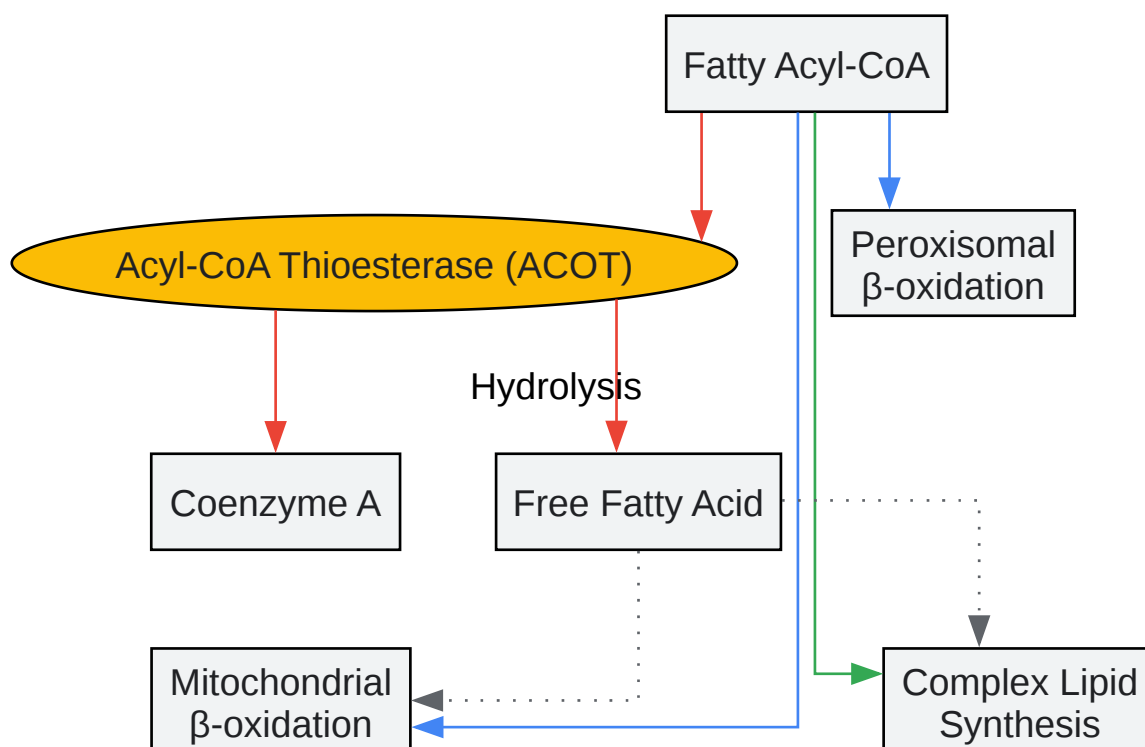 Fatty Acyl-CoA
Acyl-CoA Thioesterase (ACOT)
Peroxisomal
β-oxidation
Hydrolysis
Coenzyme A
Free Fatty Acid
Mitochondrial
β-oxidation
Complex Lipid
Synthesis